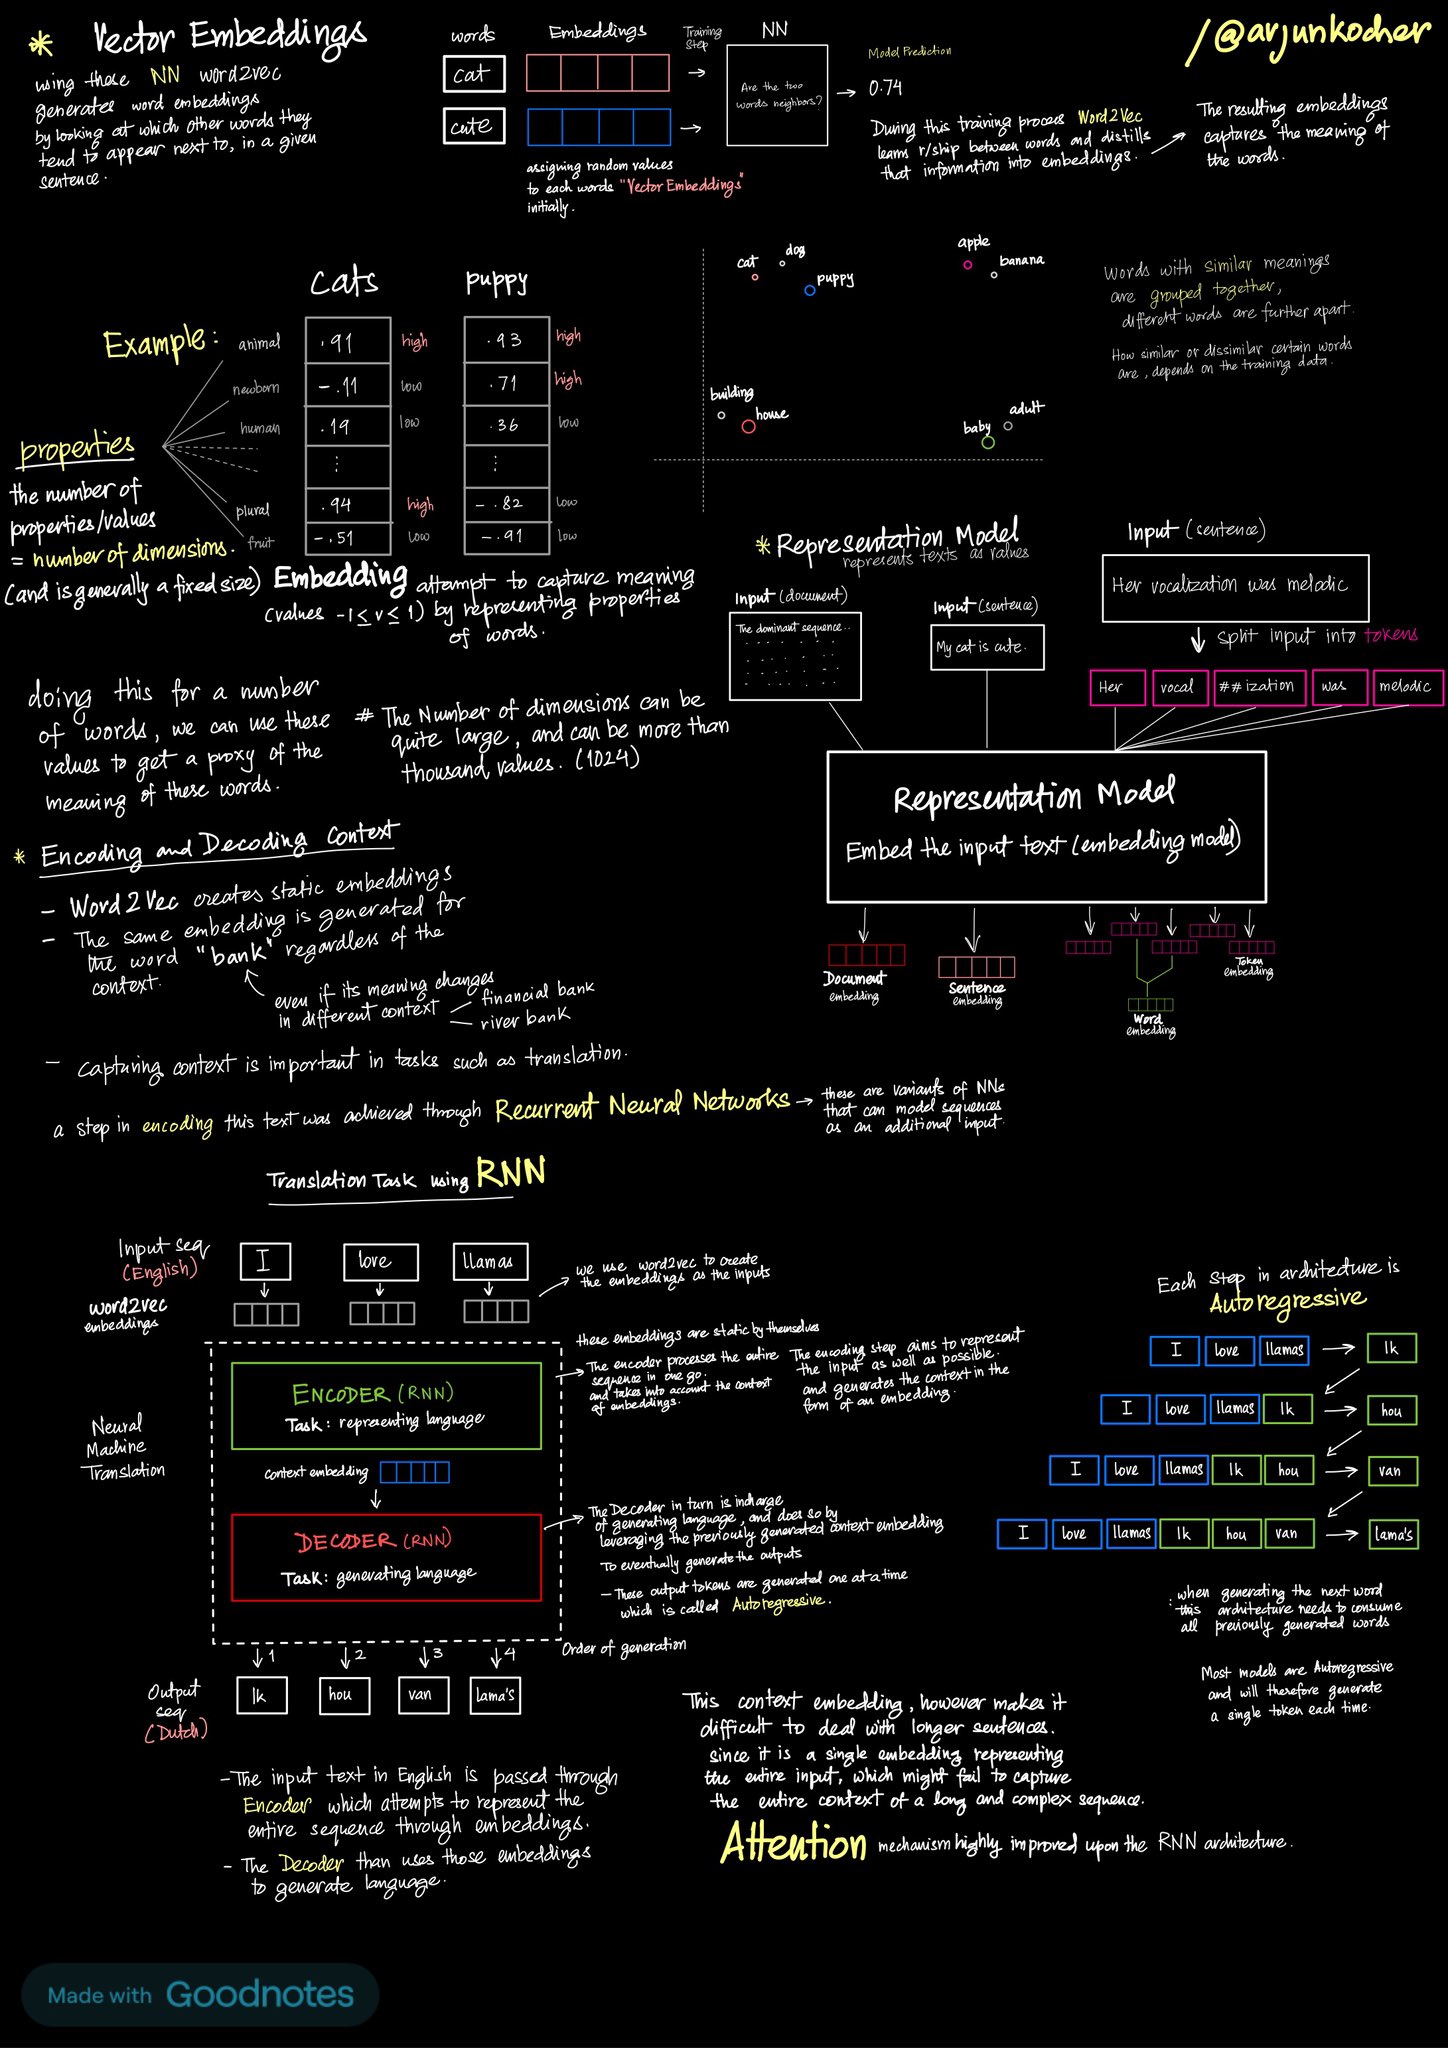 * Vector Embeddings
using these NN word2vec
generates word embeddings
by looking at which other words they
tend to appear next to, in a given
sentence.
words
Embeddings
Training
Step
NN
cat
cute
Are the two
words neighbors?
Model Prediction
0.74
assigning random values
to each words "Vector Embeddings"
initially.
/@arjunkocher
During this training process Word2Vec
learns r/ship between words and distills
that information into embeddings.
The resulting embeddings
captures the meaning of
the words.
Example:
cats
puppy
animal .91 high .93 high
newborn -.11 low .71 high
human .19 low .36 low
⋮ ⋮
plural .94 high -.82 low
fruit -.51 low -.91 low
properties
the number of
properties/values
= number of dimensions.
(and is generally a fixed size)
Embedding attampt to capture meaning
(values -1 ≤ v ≤ 1) by representing properties
of words.
cat
dog
puppy
apple
banana
building
house
baby
adult
Words with similar meanings
are grouped together,
different words are further apart.
How similar or dissimilar certain words
are, depends on the training data.
doing this for a number
of words, we can use these
values to get a proxy of the
meaning of these words.
# The Number of dimensions can be
quite large, and can be more than
thousand values. (1024)
* Representation Model
represents texts as values
Input (document)
The dominant sequence...
Input (sentence)
My cat is cute.
Input (sentence)
Her vocalization was melodic
split input into tokens
Her vocal ##ization was melodic
Representation Model
Embed the input text (embedding model)
Document
embedding
Sentence
embedding
Token
embedding
Word
embedding
* Encoding and Decoding Context
- Word2Vec creates static embeddings
- The same embedding is generated for
the word "bank" regardless of the
context.
even if its meaning changes
in different context
financial bank
river bank
- capturing context is important in tasks such as translation.
a step in encoding this text was achieved through Recurrent Neural Networks →
these are variants of NNs
that can model sequences
as an additional input.
Translation Task using RNN
Input seq
(English)
I love llamas
word2vec
embeddings
we use word2vec to create
the embeddings as the inputs
these embeddings are static by themselves
Neural
Machine
Translation
ENCODER (RNN)
Task: representing language
The encoder processes the entire
sequence in one go.
and takes into account the context
of embeddings.
The encoding step aims to represent
the input as well as possible.
and generates the context in the
form of an embedding.
context embedding
DECODER (RNN)
Task: generating language
The Decoder in turn is incharge
of generating language, and does so by
leveraging the previously generated context embedding
To eventually generate the outputs
- These output tokens are generated one at a time
which is called Autoregressive.
Order of generation
1 2 3 4
Output
seq
(Dutch)
Ik hou van lama's
Each step in architecture is
Autoregressive
I love llamas → Ik
I love llamas Ik → hou
I love llamas Ik hou → van
I love llamas Ik hou van → lama's
: when generating the next word
this architecture needs to consume
all previously generated words
Most models are Autoregressive
and will therefore generate
a single token each time.
- The input text in English is passed through
Encoder which attempts to represent the
entire sequence through embeddings.
- The Decoder than uses those embeddings
to generate language.
This context embedding, however makes it
difficult to deal with longer sentences.
since it is a single embedding representing
the entire input, which might fail to capture
the entire context of a long and complex sequence.
Attention mechanism highly improved upon the RNN architecture.
Made with Goodnotes